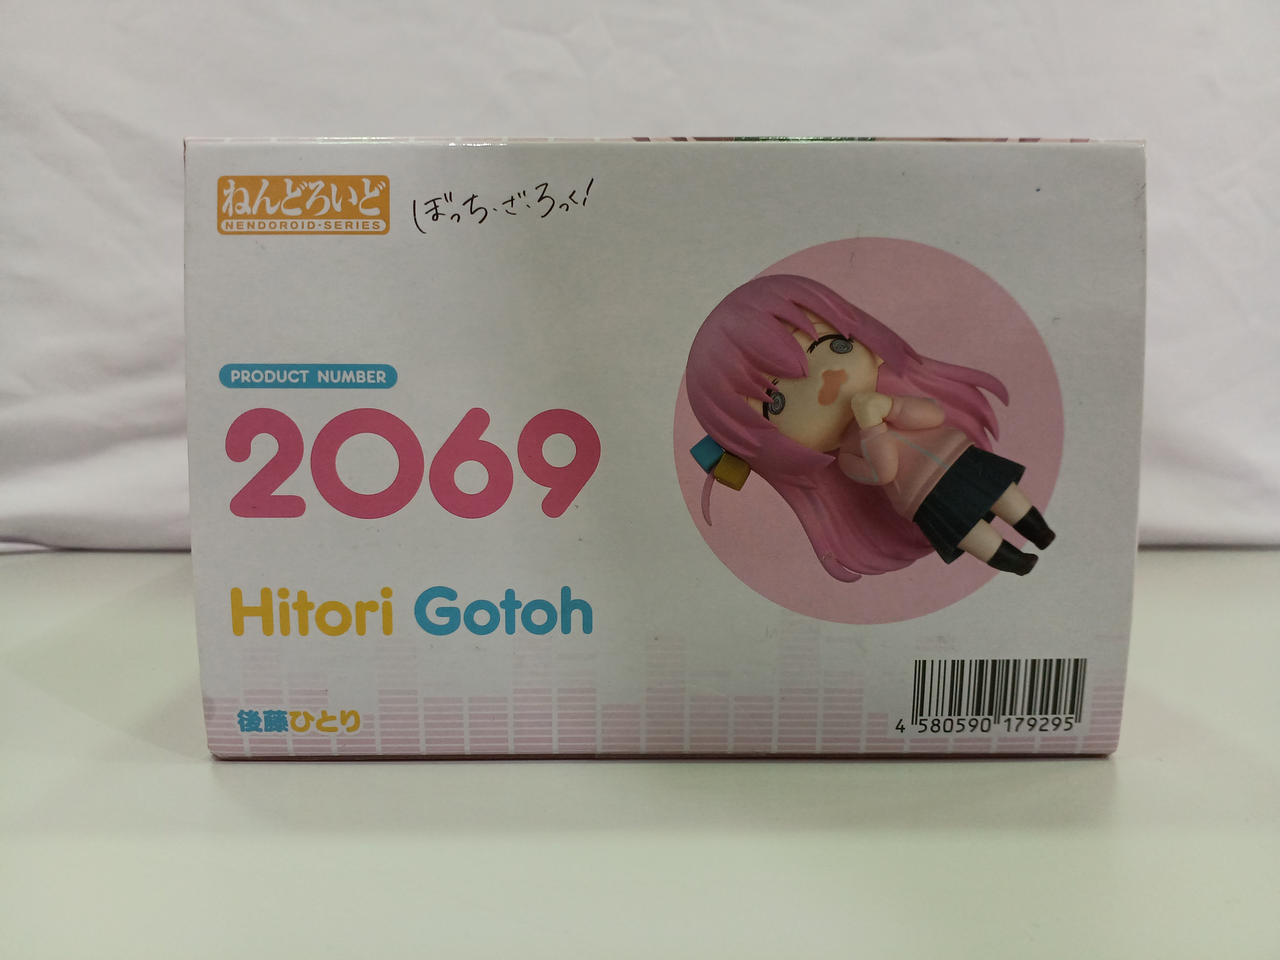 ねんどろいど
NENDOROID·SERIES
ぼっち・ざ・ろっく!
PRODUCT NUMBER
2069
Hitori Gotoh
後藤ひとり
4 580590 179295